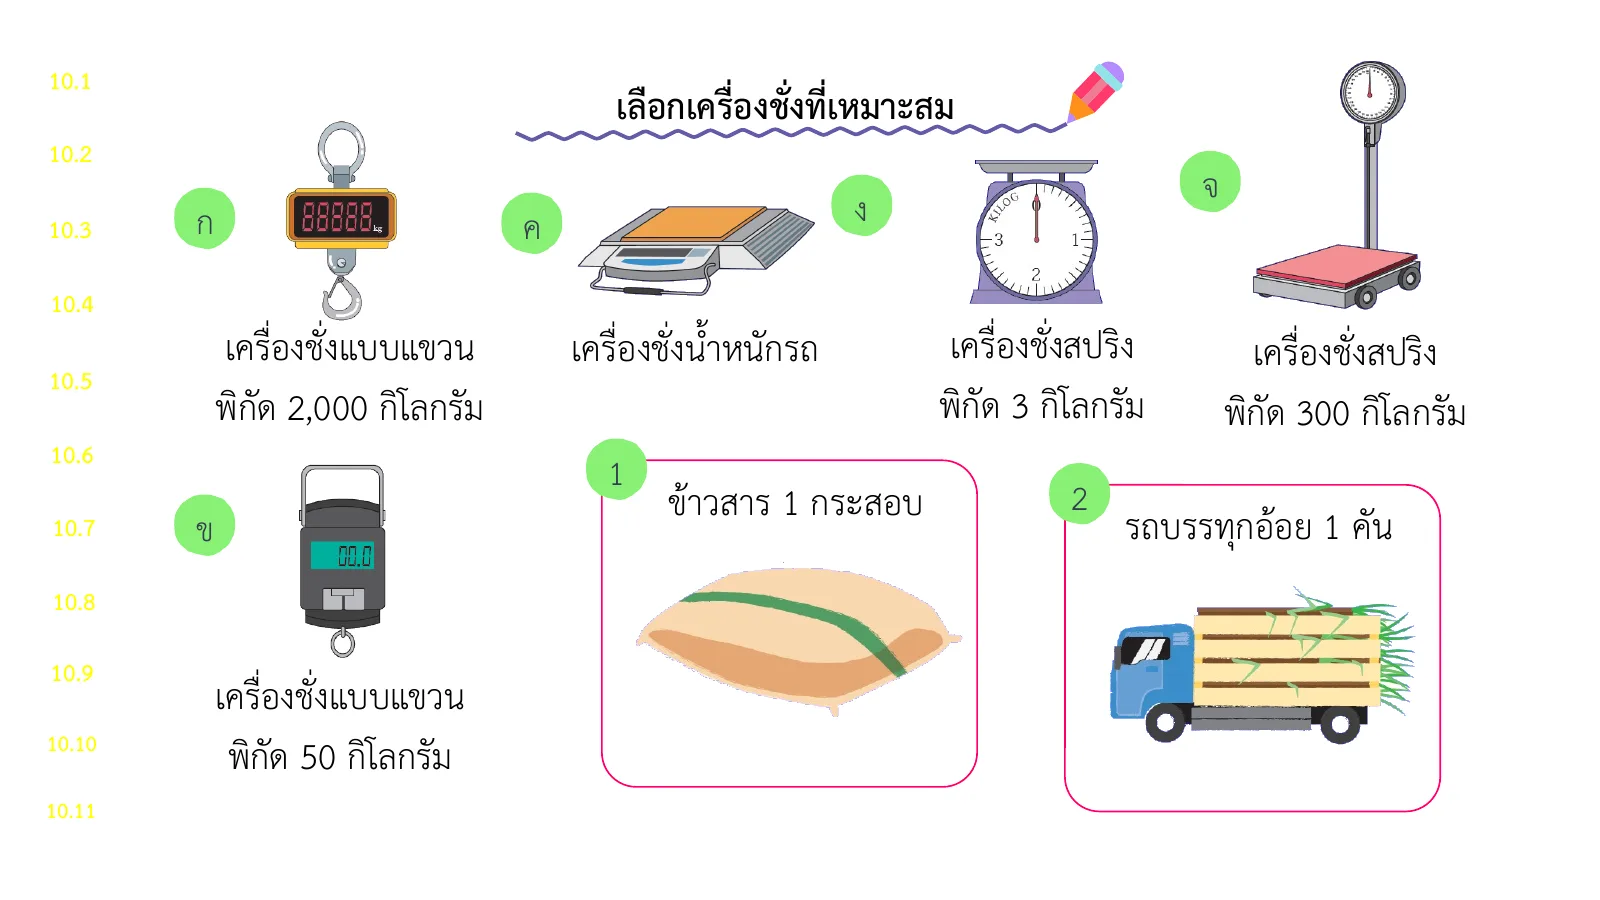 10.1
10.2
10.3
10.4
10.5
10.6
10.7
10.8
10.9
10.10
10.11
เลือกเครื่องชั่งที่เหมาะสม
ก
88888 kg
เครื่องชั่งแบบแขวน
พิกัด 2,000 กิโลกรัม
ค
เครื่องชั่งน้ำหนักรถ
ง
KILOG
0
1
2
3
เครื่องชั่งสปริง
พิกัด 3 กิโลกรัม
จ
เครื่องชั่งสปริง
พิกัด 300 กิโลกรัม
ข
00.0
เครื่องชั่งแบบแขวน
พิกัด 50 กิโลกรัม
1
ข้าวสาร 1 กระสอบ
2
รถบรรทุกอ้อย 1 คัน